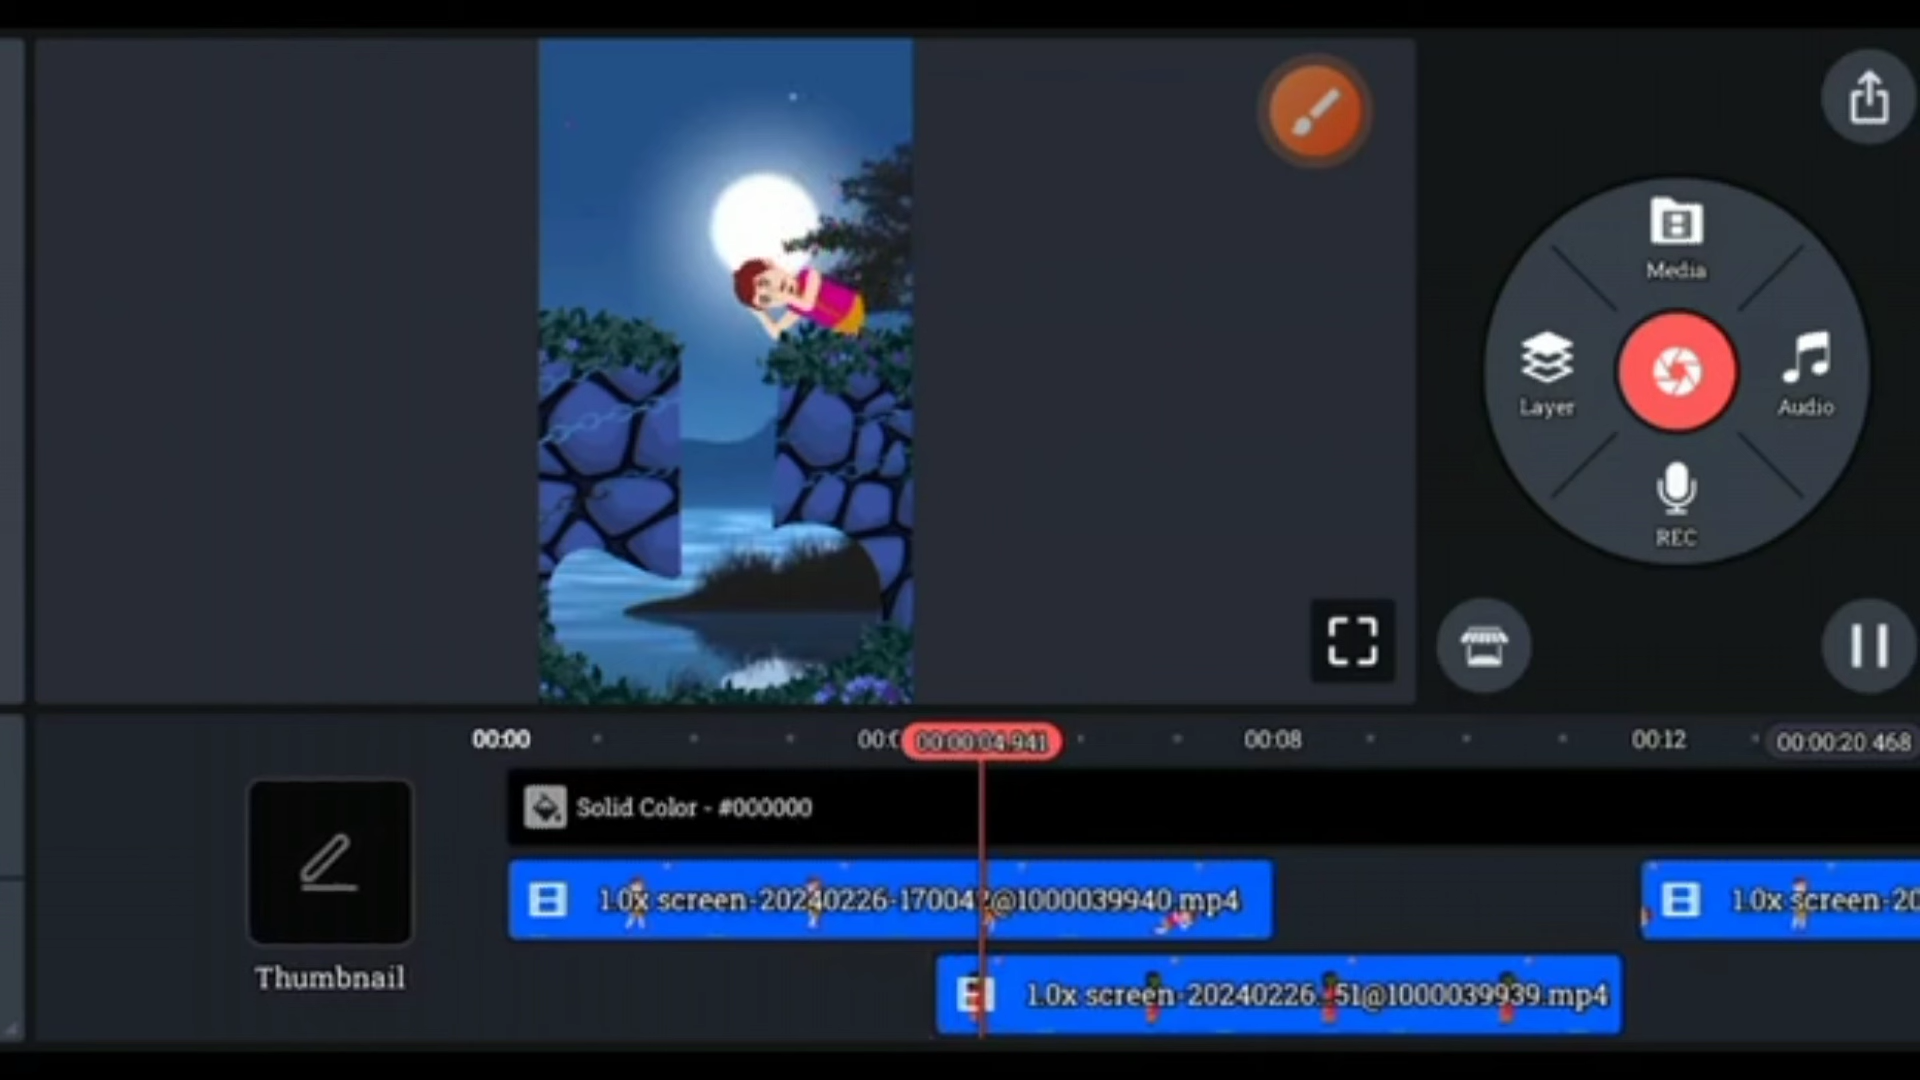 Media
Layer
Audio
REC
00:00
00:00:04.941
00:08
00:12
00:00:20.468
Solid Color - #000000
1.0x screen-20240226-17004?@1000039940.mp4
1.0x screen-20
1.0x screen-20240226. 51@1000039939.mp4
Thumbnail